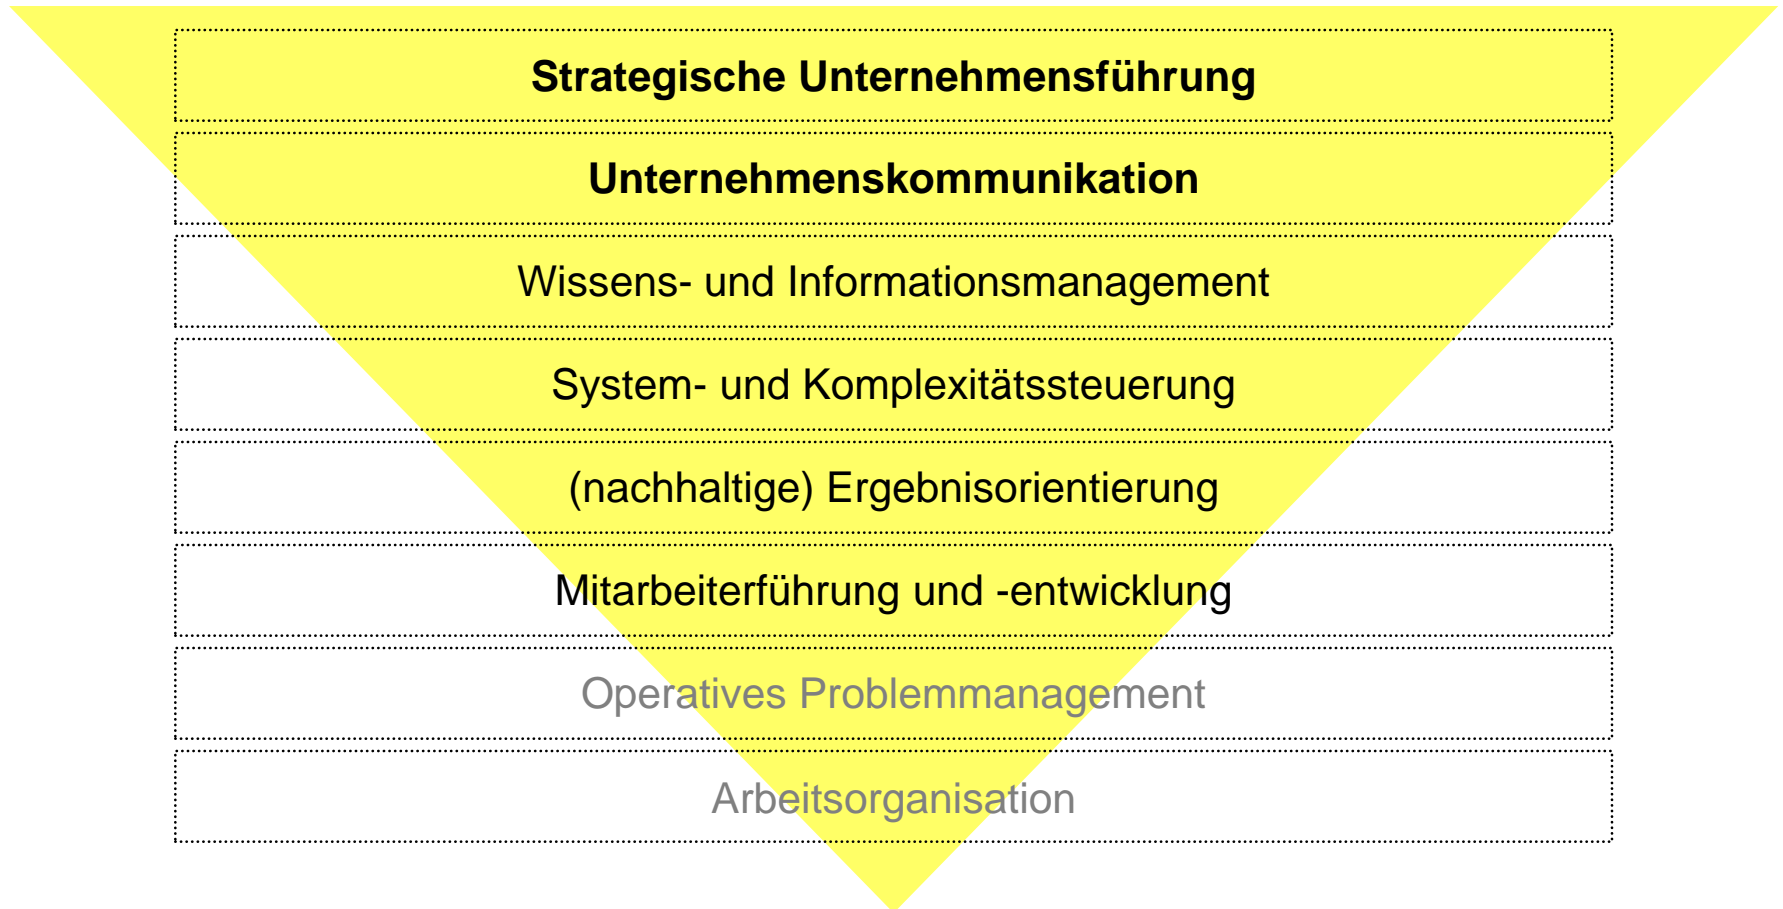 Strategische Unternehmensführung
Unternehmenskommunikation
Wissens- und Informationsmanagement
System- und Komplexitätssteuerung
(nachhaltige) Ergebnisorientierung
Mitarbeiterführung und -entwicklung
Operatives Problemmanagement
Arbeitsorganisation